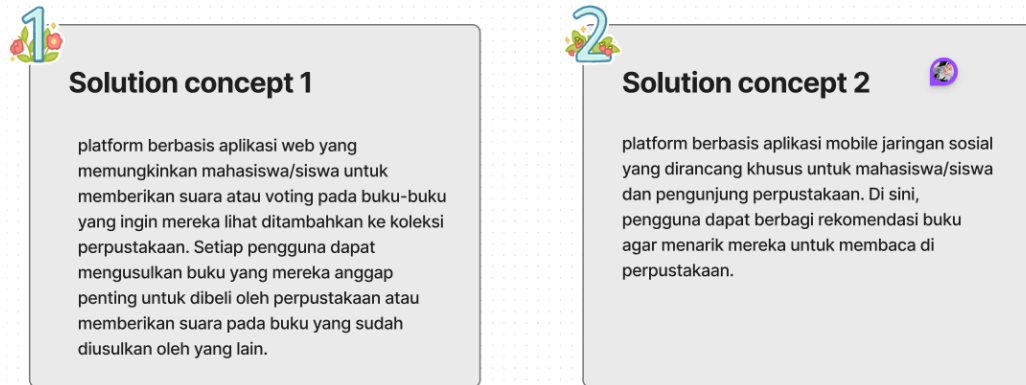 1
Solution concept 1
platform berbasis aplikasi web yang
memungkinkan mahasiswa/siswa untuk
memberikan suara atau voting pada buku-buku
yang ingin mereka lihat ditambahkan ke koleksi
perpustakaan. Setiap pengguna dapat
mengusulkan buku yang mereka anggap
penting untuk dibeli oleh perpustakaan atau
memberikan suara pada buku yang sudah
diusulkan oleh yang lain.
2
Solution concept 2
platform berbasis aplikasi mobile jaringan sosial
yang dirancang khusus untuk mahasiswa/siswa
dan pengunjung perpustakaan. Di sini,
pengguna dapat berbagi rekomendasi buku
agar menarik mereka untuk membaca di
perpustakaan.